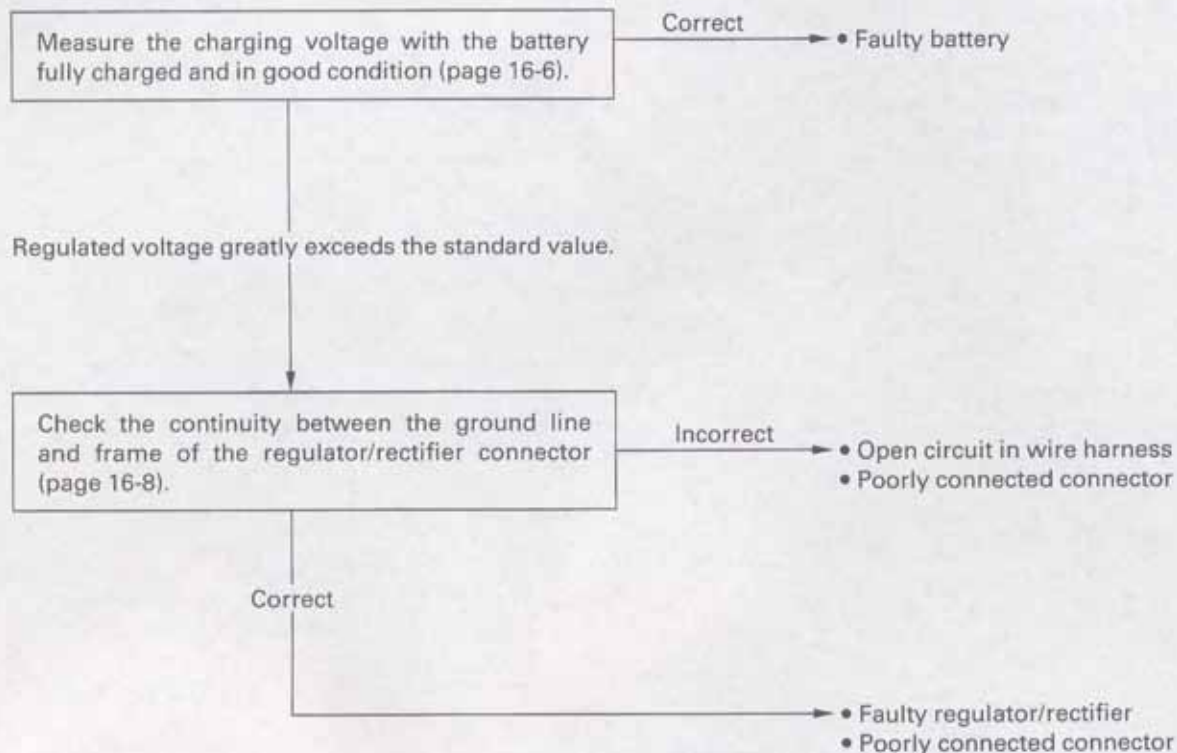 Measure the charging voltage with the battery
fully charged and in good condition (page 16-6).
Correct
• Faulty battery
Regulated voltage greatly exceeds the standard value.
Check the continuity between the ground line
and frame of the regulator/rectifier connector
(page 16-8).
Incorrect
• Open circuit in wire harness
• Poorly connected connector
Correct
• Faulty regulator/rectifier
• Poorly connected connector